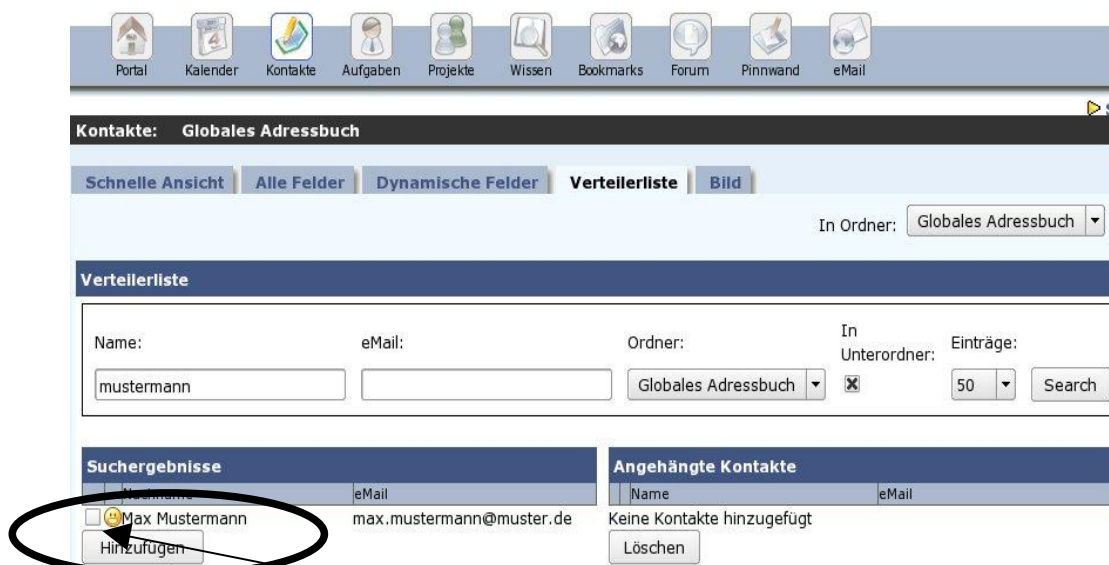 Portal Kalender Kontakte Aufgaben Projekte Wissen Bookmarks Forum Pinnwand eMail
Kontakte: Globales Adressbuch
Schnelle Ansicht Alle Felder Dynamische Felder Verteilerliste Bild
In Ordner: Globales Adressbuch
Verteilerliste
Name: eMail: Ordner: In Unterordner: Einträge:
mustermann Globales Adressbuch 50 Search
Suchergebnisse Angehängte Kontakte
Nachname eMail Name eMail
Max Mustermann max.mustermann@muster.de Keine Kontakte hinzugefügt
Hinzufügen Löschen